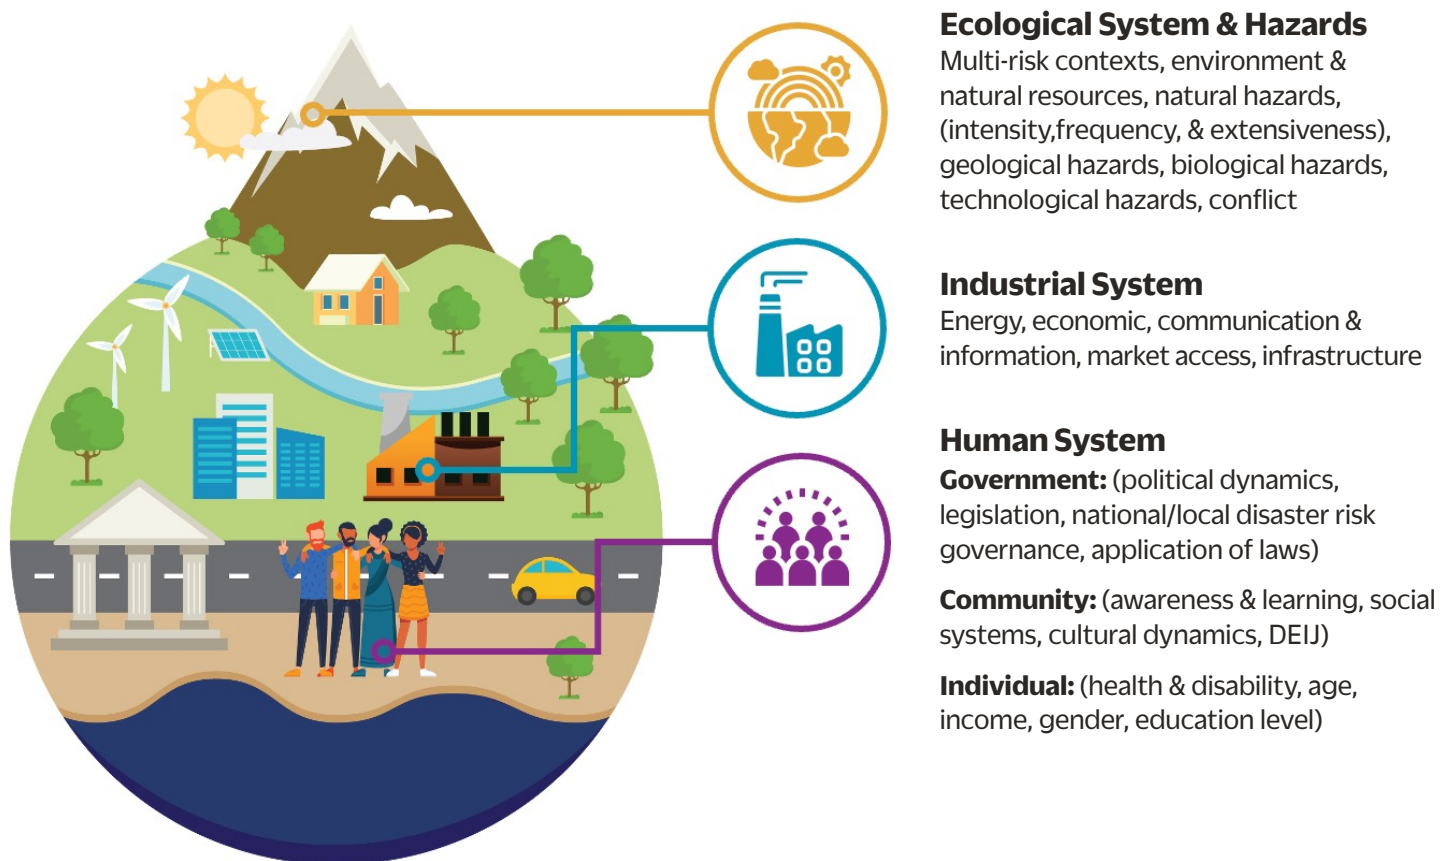 Ecological System & Hazards
Multi-risk contexts, environment &
natural resources, natural hazards,
(intensity,frequency, & extensiveness),
geological hazards, biological hazards,
technological hazards, conflict
Industrial System
Energy, economic, communication &
information, market access, infrastructure
Human System
Government: (political dynamics,
legislation, national/local disaster risk
governance, application of laws)
Community: (awareness & learning, social
systems, cultural dynamics, DEIJ)
Individual: (health & disability, age,
income, gender, education level)